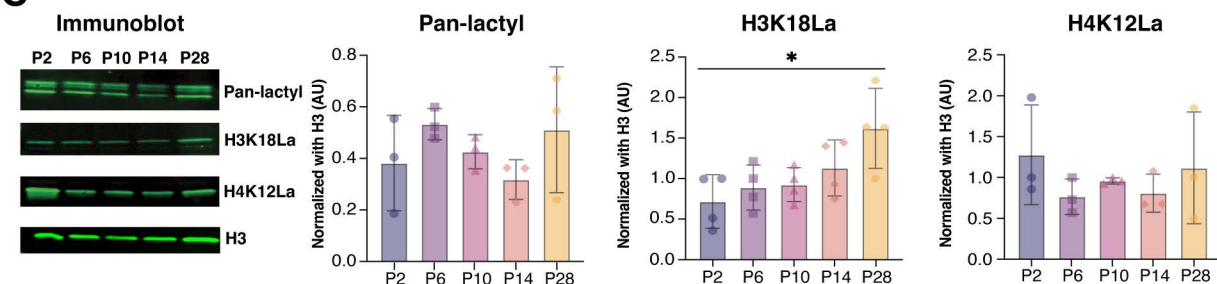 Immunoblot
P2 P6 P10 P14 P28
Pan-lactyl
H3K18La
H4K12La
H3
Pan-lactyl
Normalized with H3 (AU)
0.8
0.6
0.4
0.2
0.0
P2 P6 P10 P14 P28
H3K18La
Normalized with H3 (AU)
2.5
2.0
1.5
1.0
0.5
0.0
*
P2 P6 P10 P14 P28
H4K12La
Normalized with H3 (AU)
2.5
2.0
1.5
1.0
0.5
0.0
P2 P6 P10 P14 P28